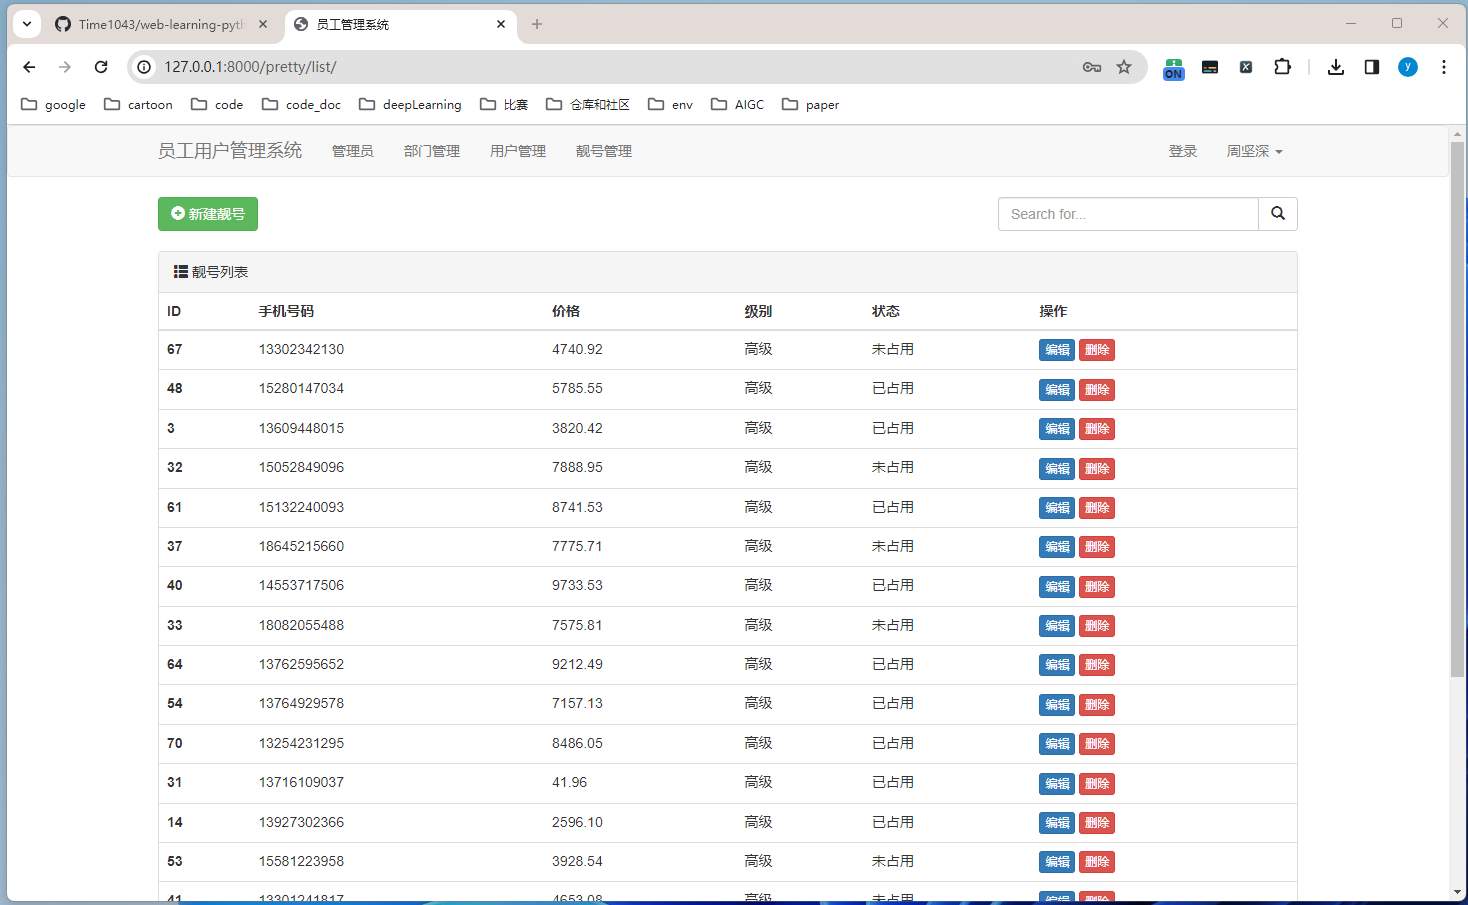 Time1043/web-learning-pyth
员工管理系统
127.0.0.1:8000/pretty/list/
ON
y
google cartoon code code_doc deepLearning 比赛 仓库和社区 env AIGC paper
员工用户管理系统 管理员 部门管理 用户管理 靓号管理 登录 周坚深
新建靓号 Search for...
靓号列表
ID 手机号码 价格 级别 状态 操作
67 13302342130 4740.92 高级 未占用 编辑 删除
48 15280147034 5785.55 高级 已占用 编辑 删除
3 13609448015 3820.42 高级 已占用 编辑 删除
32 15052849096 7888.95 高级 未占用 编辑 删除
61 15132240093 8741.53 高级 已占用 编辑 删除
37 18645215660 7775.71 高级 未占用 编辑 删除
40 14553717506 9733.53 高级 已占用 编辑 删除
33 18082055488 7575.81 高级 未占用 编辑 删除
64 13762595652 9212.49 高级 已占用 编辑 删除
54 13764929578 7157.13 高级 已占用 编辑 删除
70 13254231295 8486.05 高级 已占用 编辑 删除
31 13716109037 41.96 高级 已占用 编辑 删除
14 13927302366 2596.10 高级 已占用 编辑 删除
53 15581223958 3928.54 高级 未占用 编辑 删除
41 13301241817 4653.08 高级 未占用 编辑 删除